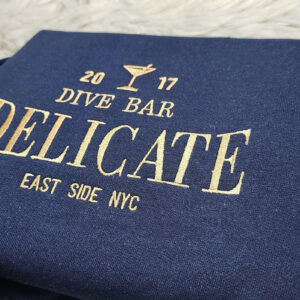 20 17
DIVE BAR
DELICATE
EAST SIDE NYC